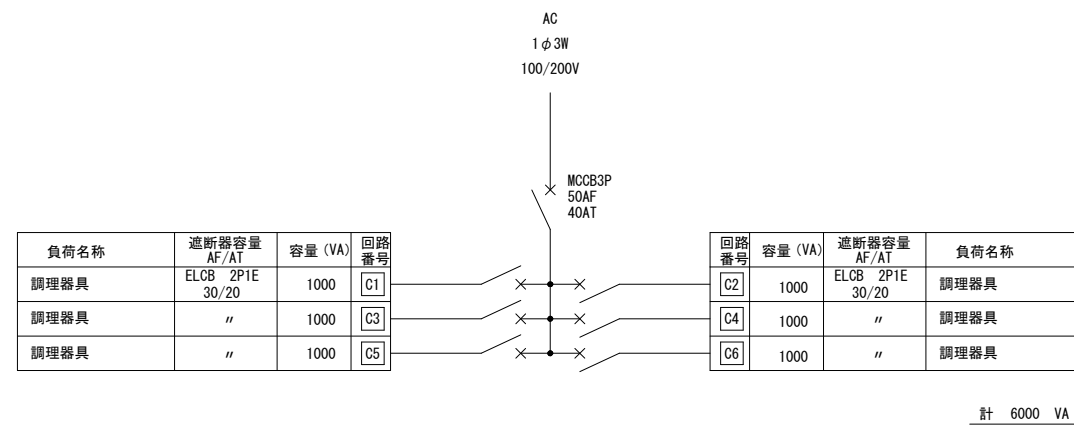 AC
1φ3W
100/200V
MCCB3P
50AF
40AT
負荷名称 遮断器容量 AF/AT 容量(VA) 回路番号
調理器具 ELCB 2P1E 30/20 1000 C1
調理器具 〃 1000 C3
調理器具 〃 1000 C5
回路番号 容量(VA) 遮断器容量 AF/AT 負荷名称
C2 1000 ELCB 2P1E 30/20 調理器具
C4 1000 〃 調理器具
C6 1000 〃 調理器具
計 6000 VA